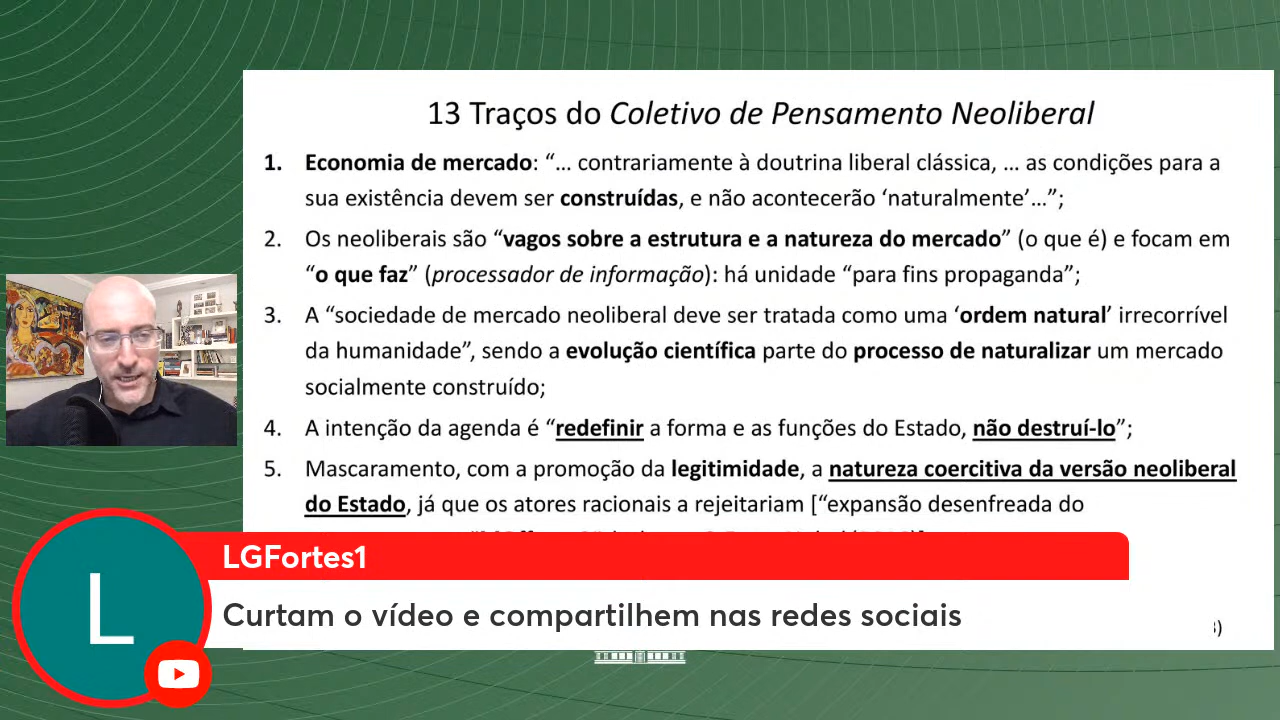 13 Traços do Coletivo de Pensamento Neoliberal
1. Economia de mercado: “… contrariamente à doutrina liberal clássica, … as condições para a
sua existência devem ser construídas, e não acontecerão ‘naturalmente’…”;
2. Os neoliberais são “vagos sobre a estrutura e a natureza do mercado” (o que é) e focam em
“o que faz” (processador de informação): há unidade “para fins propaganda”;
3. A “sociedade de mercado neoliberal deve ser tratada como uma ‘ordem natural’ irrecorrível
da humanidade”, sendo a evolução científica parte do processo de naturalizar um mercado
socialmente construído;
4. A intenção da agenda é “redefinir a forma e as funções do Estado, não destruí-lo”;
5. Mascaramento, com a promoção da legitimidade, a natureza coercitiva da versão neoliberal
do Estado, já que os atores racionais a rejeitariam [“expansão desenfreada do
LGFortes1
L
Curtam o vídeo e compartilhem nas redes sociais